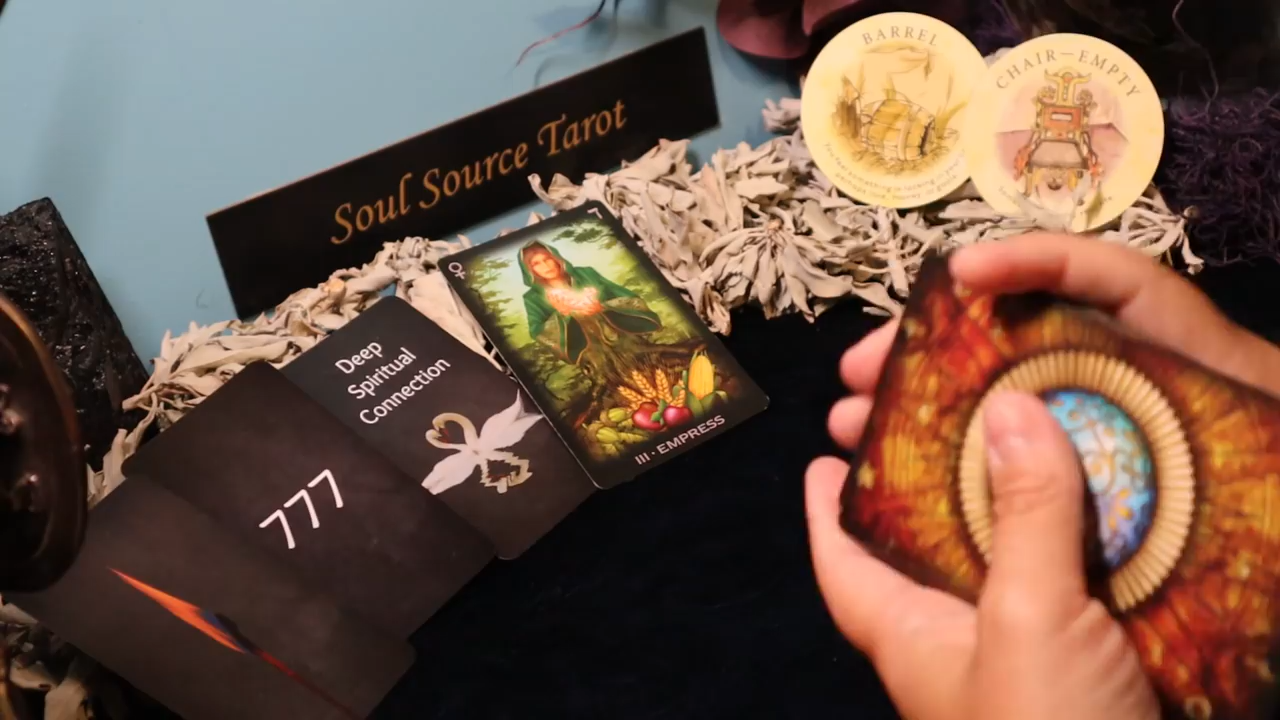 Soul Source Tarot
BARREL
CHAIR—EMPTY
Deep
Spiritual
Connection
777
III · EMPRESS